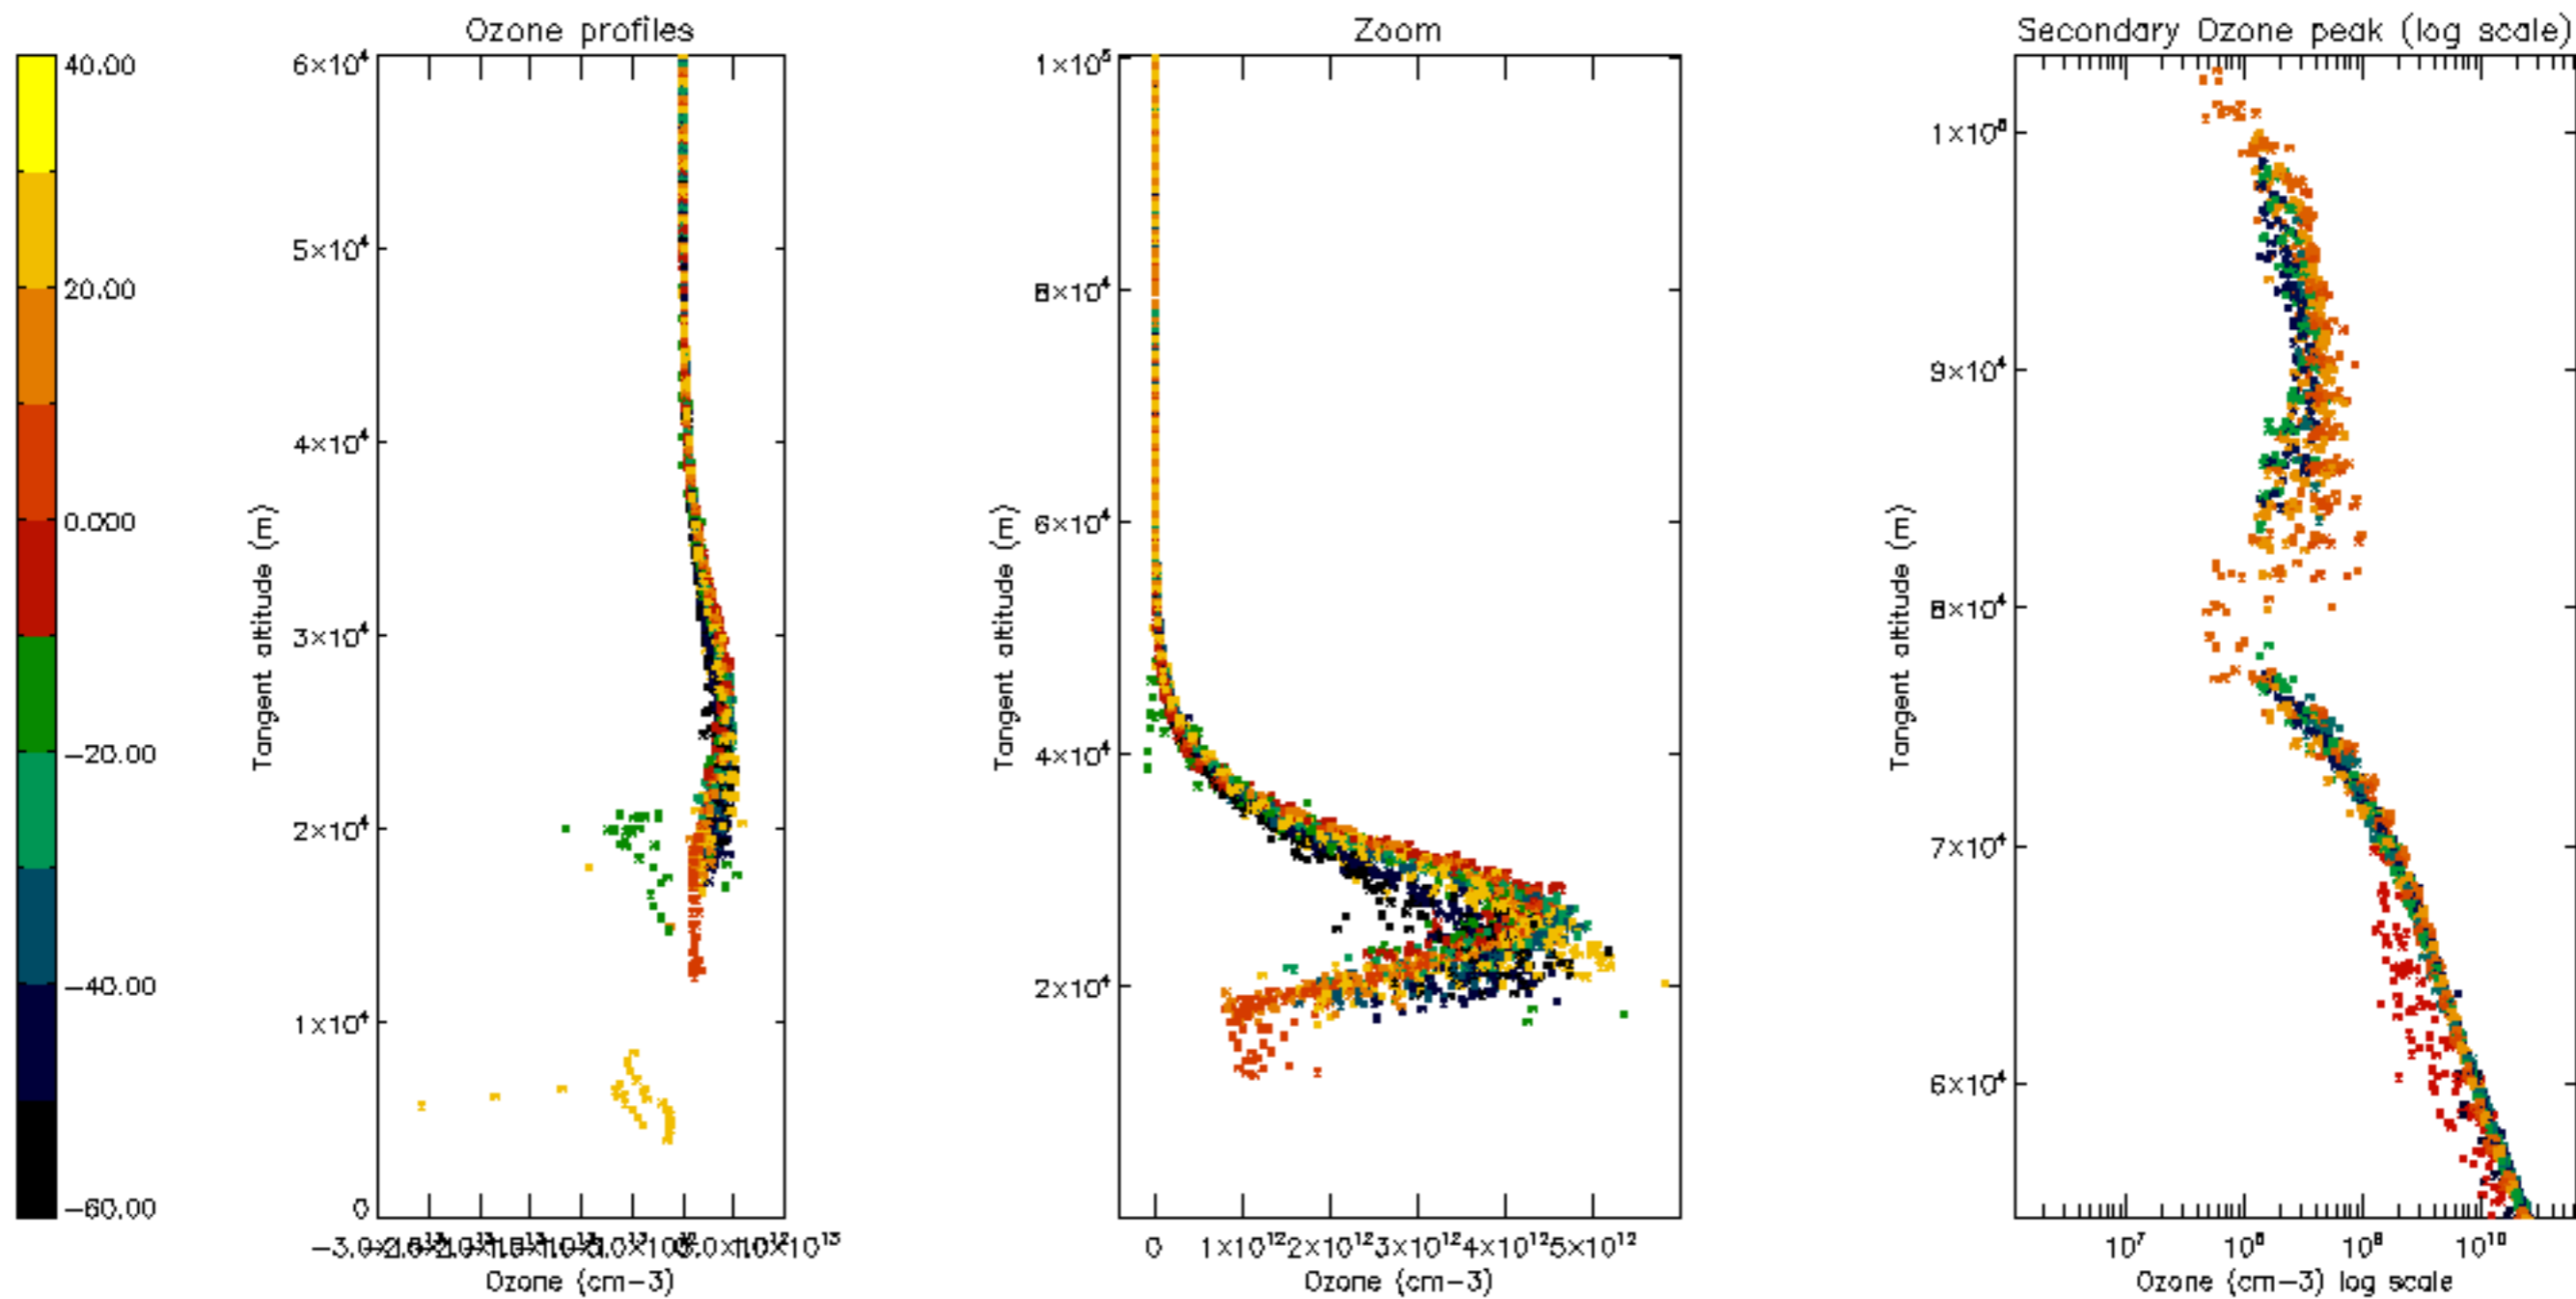 Ozone profiles
Zoom
Secondary Ozone peak (log scale)
40.00
20.00
0.000
−20.00
−40.00
−60.00
6×10⁴
5×10⁴
4×10⁴
3×10⁴
2×10⁴
1×10⁴
0
Tangent altitude (m)
Ozone (cm−3)
1×10⁵
8×10⁴
6×10⁴
4×10⁴
2×10⁴
Tangent altitude (m)
0 1×10¹² 2×10¹² 3×10¹² 4×10¹² 5×10¹²
Ozone (cm−3)
9×10⁴
8×10⁴
7×10⁴
6×10⁴
Tangent altitude (m)
10⁷ 10⁸ 10⁹ 10¹⁰
Ozone (cm−3) log scale